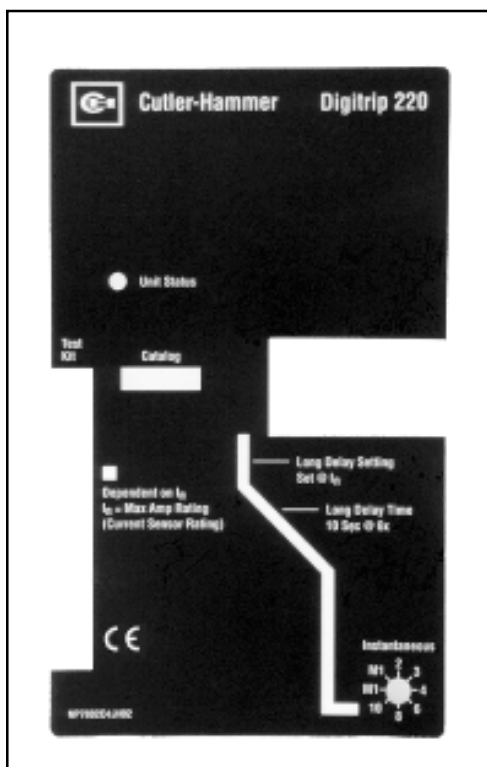 Cutler-Hammer Digitrip 220
Unit Status
Test
Kit
Catalog
Long Delay Setting
Set @ In
Dependent on In
In = Max Amp Rating
(Current Sensor Rating)
Long Delay Time
10 Sec @ 6x
CE
Instantaneous
2
M1 3
M1 4
10 6
8